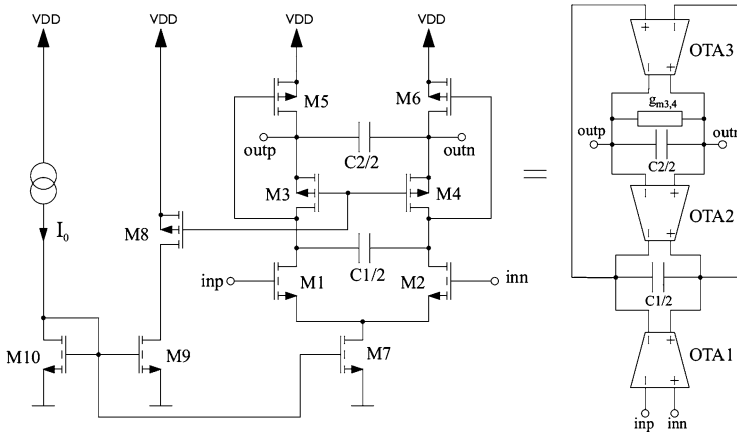 VDD
VDD
VDD
VDD
OTA3
M5
M6
gm3,4
outp
outn
outp
outn
C2/2
C2/2
M3
M4
=
OTA2
M8
I0
C1/2
C1/2
inp
M1
M2
inn
M10
M9
M7
OTA1
inp
inn